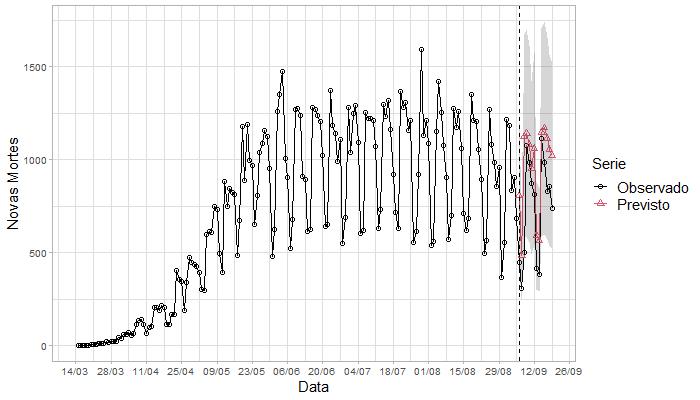 1500
1000
500
0
Novas Mortes
14/03 28/03 11/04 25/04 09/05 23/05 06/06 20/06 04/07 18/07 01/08 15/08 29/08 12/09 26/09
Data
Serie
Observado
Previsto